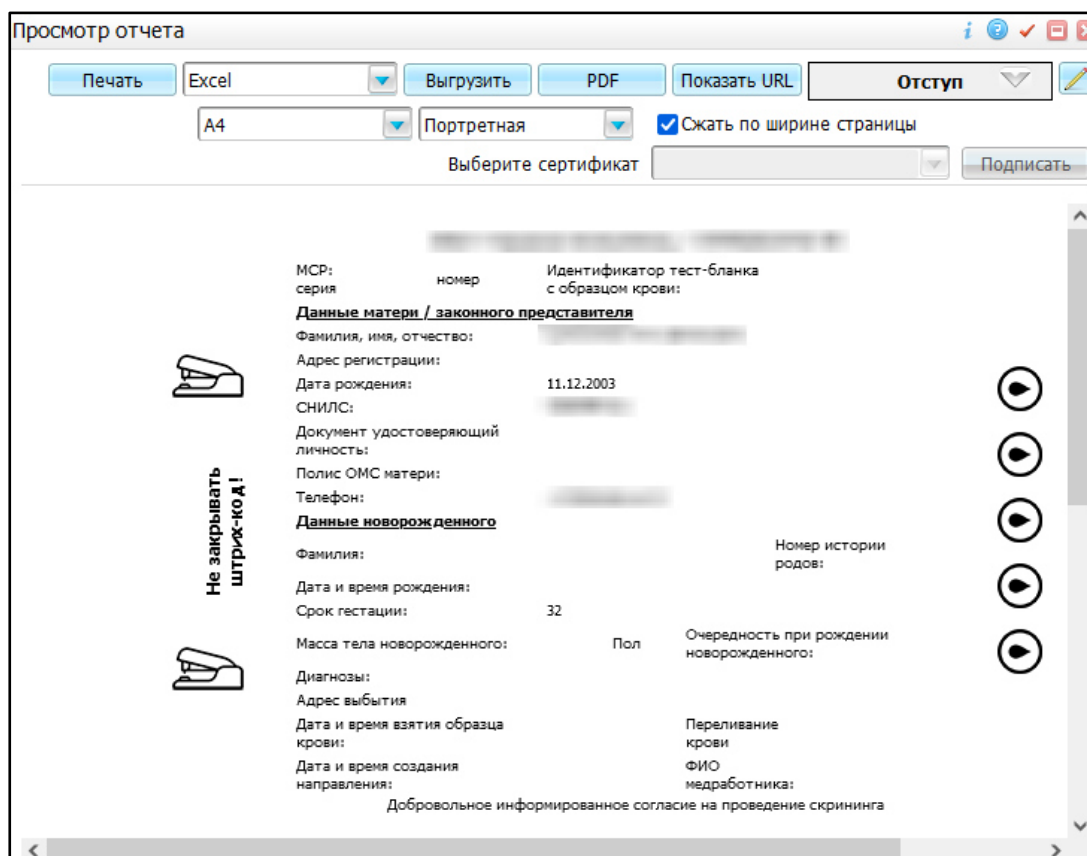 Просмотр отчета
Печать Excel Выгрузить PDF Показать URL Отступ
A4 Портретная Сжать по ширине страницы
Выберите сертификат Подписать
МСР: серия номер Идентификатор тест-бланка с образцом крови:
Данные матери / законного представителя
Фамилия, имя, отчество:
Адрес регистрации:
Дата рождения: 11.12.2003
СНИЛС:
Документ удостоверяющий
личность:
Полис ОМС матери:
Телефон:
Не закрывать
штрих-код!
Данные новорожденного
Фамилия: Номер истории родов:
Дата и время рождения:
Срок гестации: 32
Масса тела новорожденного: Пол Очередность при рождении новорожденного:
Диагнозы:
Адрес выбытия
Дата и время взятия образца крови: Переливание крови
Дата и время создания направления: ФИО медработника:
Добровольное информированное согласие на проведение скрининга